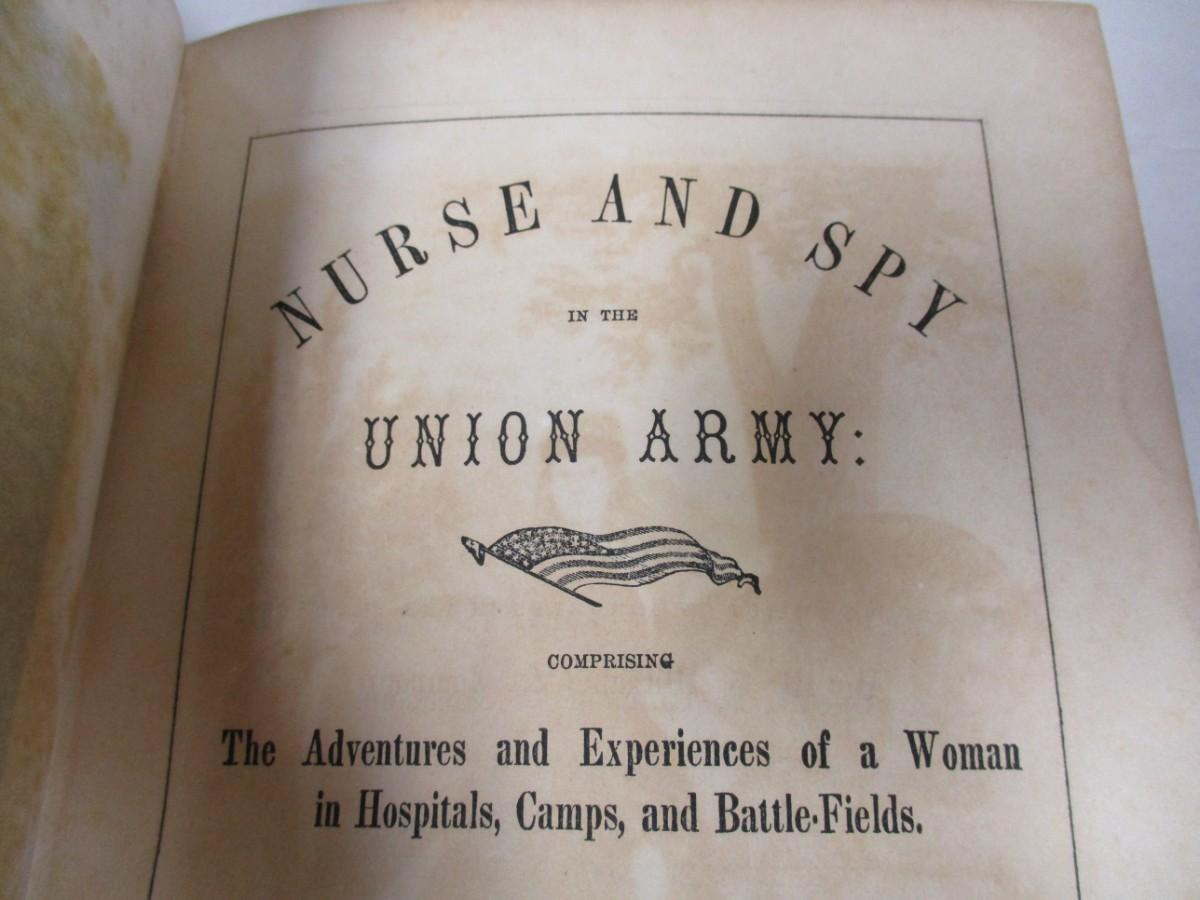 NURSE AND SPY
IN THE
UNION ARMY:
COMPRISING
The Adventures and Experiences of a Woman
in Hospitals, Camps, and Battle-Fields.